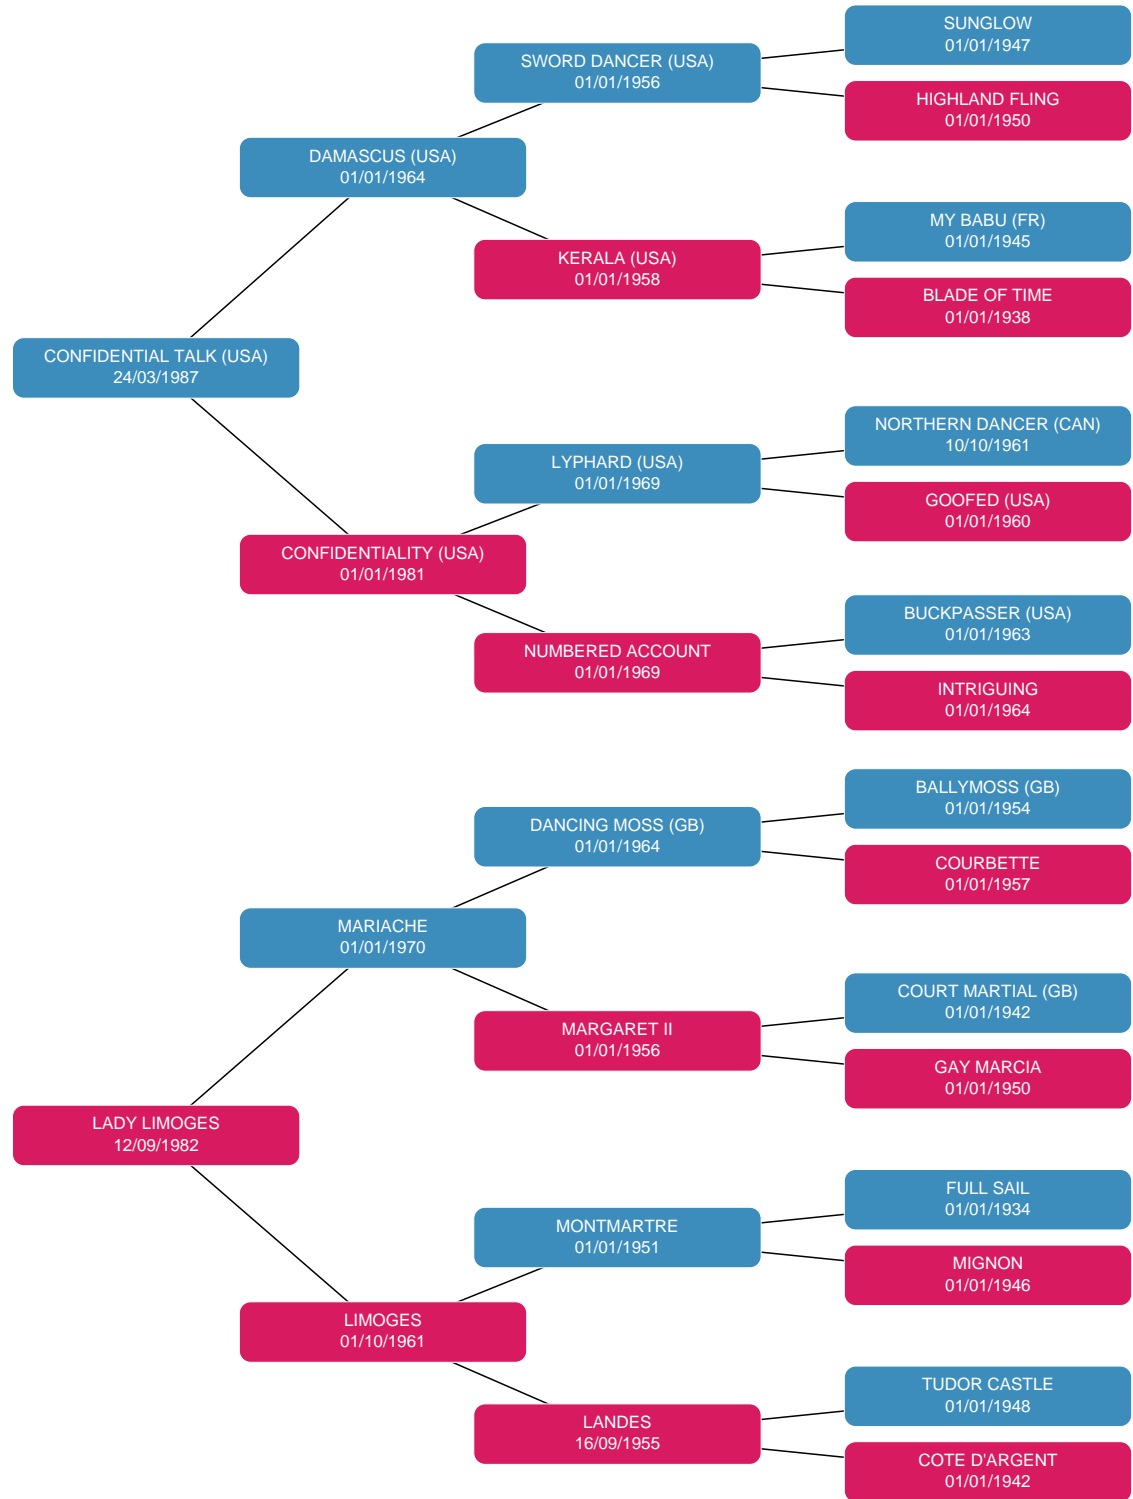 SUNGLOW
01/01/1947
SWORD DANCER (USA)
01/01/1956
HIGHLAND FLING
01/01/1950
DAMASCUS (USA)
01/01/1964
MY BABU (FR)
01/01/1945
KERALA (USA)
01/01/1958
BLADE OF TIME
01/01/1938
CONFIDENTIAL TALK (USA)
24/03/1987
NORTHERN DANCER (CAN)
10/10/1961
LYPHARD (USA)
01/01/1969
GOOFED (USA)
01/01/1960
CONFIDENTIALITY (USA)
01/01/1981
BUCKPASSER (USA)
01/01/1963
NUMBERED ACCOUNT
01/01/1969
INTRIGUING
01/01/1964
BALLYMOSS (GB)
01/01/1954
DANCING MOSS (GB)
01/01/1964
COURBETTE
01/01/1957
MARIACHE
01/01/1970
COURT MARTIAL (GB)
01/01/1942
MARGARET II
01/01/1956
GAY MARCIA
01/01/1950
LADY LIMOGES
12/09/1982
FULL SAIL
01/01/1934
MONTMARTRE
01/01/1951
MIGNON
01/01/1946
LIMOGES
01/10/1961
TUDOR CASTLE
01/01/1948
LANDES
16/09/1955
COTE D'ARGENT
01/01/1942